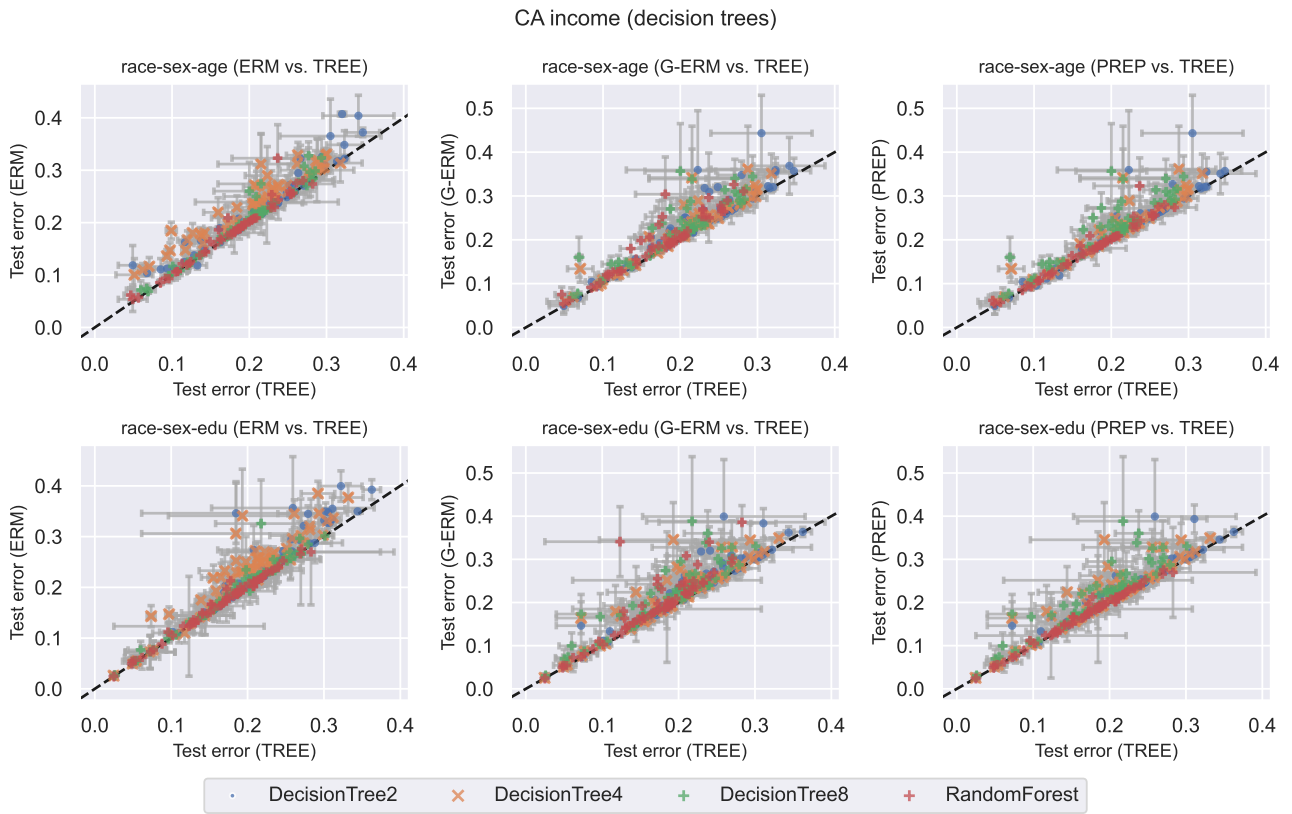 CA income (decision trees)
race-sex-age (ERM vs. TREE)
Test error (ERM)
0.4
0.3
0.2
0.1
0.0
0.0 0.1 0.2 0.3 0.4
Test error (TREE)
race-sex-age (G-ERM vs. TREE)
Test error (G-ERM)
0.5
0.4
0.3
0.2
0.1
0.0
0.0 0.1 0.2 0.3 0.4
Test error (TREE)
race-sex-age (PREP vs. TREE)
Test error (PREP)
0.5
0.4
0.3
0.2
0.1
0.0
0.0 0.1 0.2 0.3 0.4
Test error (TREE)
race-sex-edu (ERM vs. TREE)
Test error (ERM)
0.4
0.3
0.2
0.1
0.0
0.0 0.1 0.2 0.3 0.4
Test error (TREE)
race-sex-edu (G-ERM vs. TREE)
Test error (G-ERM)
0.5
0.4
0.3
0.2
0.1
0.0
0.0 0.1 0.2 0.3 0.4
Test error (TREE)
race-sex-edu (PREP vs. TREE)
Test error (PREP)
0.5
0.4
0.3
0.2
0.1
0.0
0.0 0.1 0.2 0.3 0.4
Test error (TREE)
DecisionTree2 DecisionTree4 DecisionTree8 RandomForest